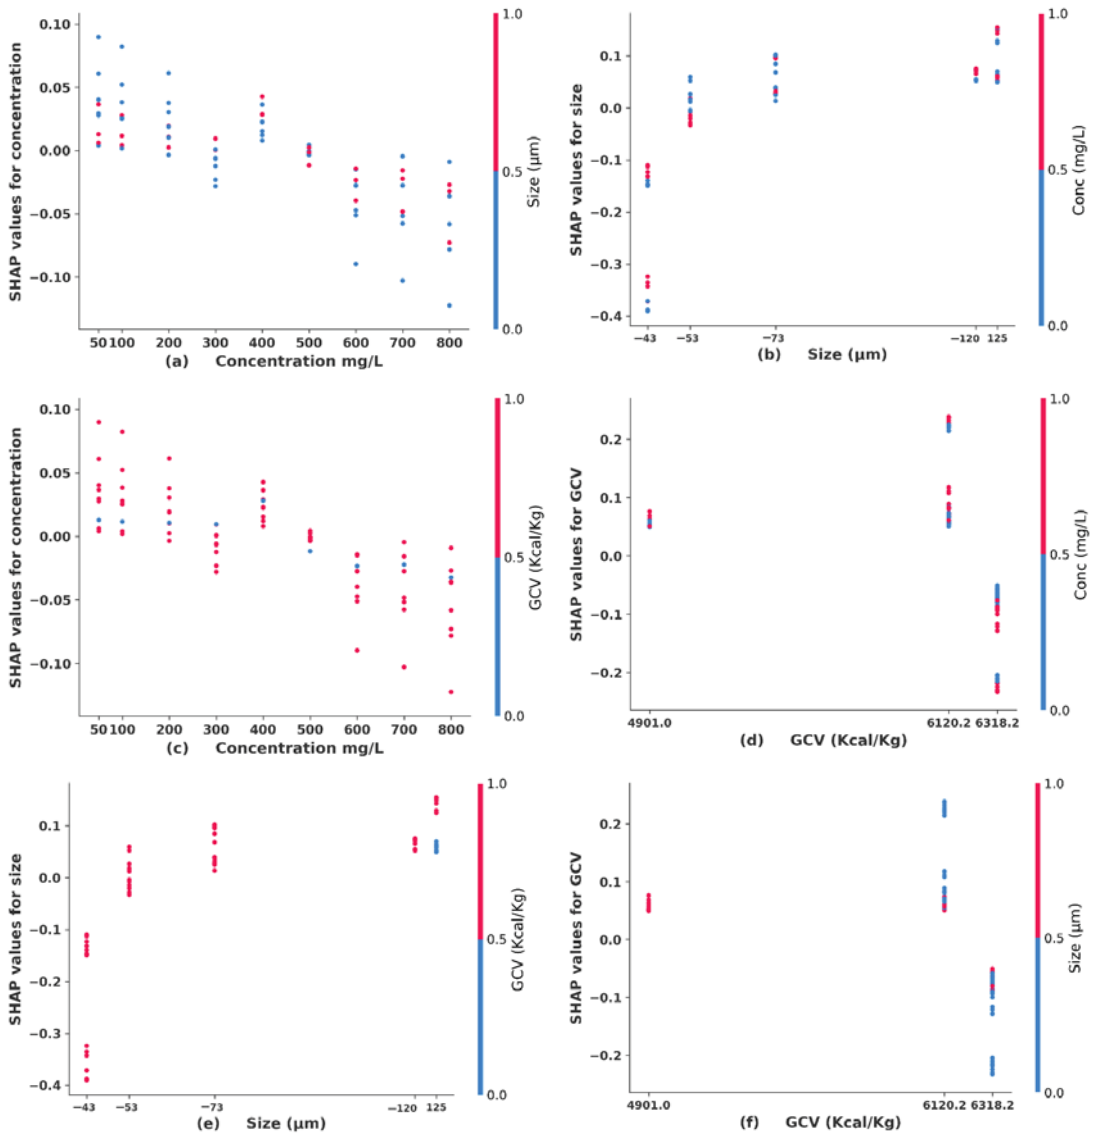 0.10
0.05
0.00
−0.05
−0.10
SHAP values for concentration
50 100 200 300 400 500 600 700 800
(a) Concentration mg/L
1.0
0.5
0.0
Size (μm)
0.1
0.0
−0.1
−0.2
−0.3
−0.4
SHAP values for size
−43 −53 −73 −120 125
(b) Size (μm)
1.0
0.5
0.0
Conc (mg/L)
0.10
0.05
0.00
−0.05
−0.10
SHAP values for concentration
50 100 200 300 400 500 600 700 800
(c) Concentration mg/L
1.0
0.5
0.0
GCV (Kcal/Kg)
0.2
0.1
0.0
−0.1
−0.2
SHAP values for GCV
4901.0 6120.2 6318.2
(d) GCV (Kcal/Kg)
1.0
0.5
0.0
Conc (mg/L)
0.1
0.0
−0.1
−0.2
−0.3
−0.4
SHAP values for size
−43 −53 −73 −120 125
(e) Size (μm)
1.0
0.5
0.0
GCV (Kcal/Kg)
0.2
0.1
0.0
−0.1
−0.2
SHAP values for GCV
4901.0 6120.2 6318.2
(f) GCV (Kcal/Kg)
1.0
0.5
0.0
Size (μm)